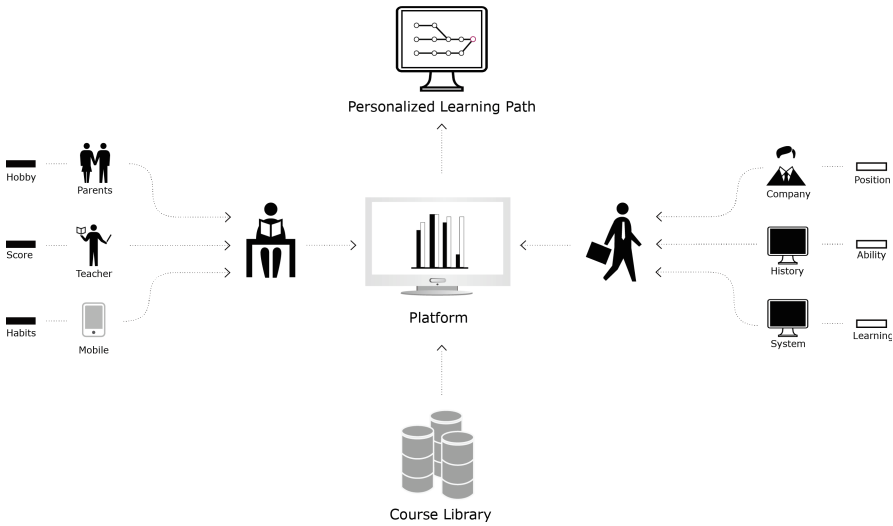 Personalized Learning Path
Hobby
Parents
Score
Teacher
Habits
Mobile
Platform
Company
Position
History
Ability
System
Learning
Course Library